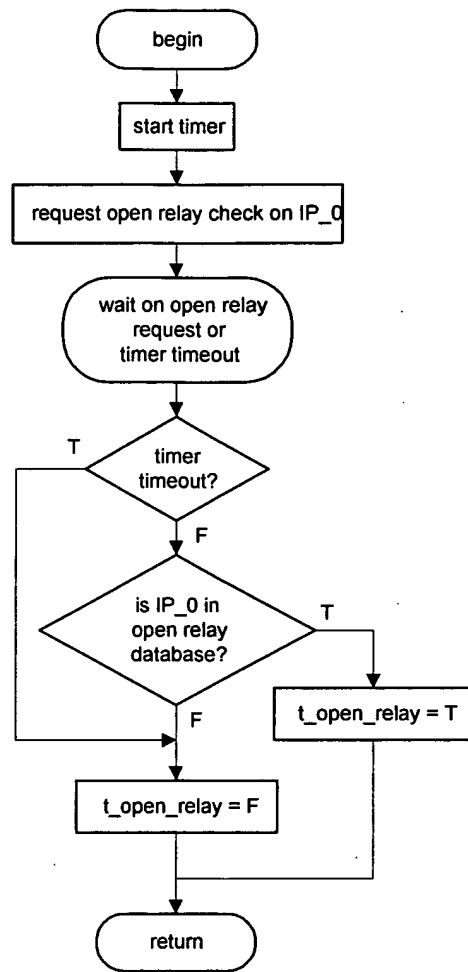 begin
start timer
request open relay check on IP_0
wait on open relay
request or
timer timeout
T
timer
timeout?
F
is IP_0 in
open relay
database?
T
F
t_open_relay = T
t_open_relay = F
return